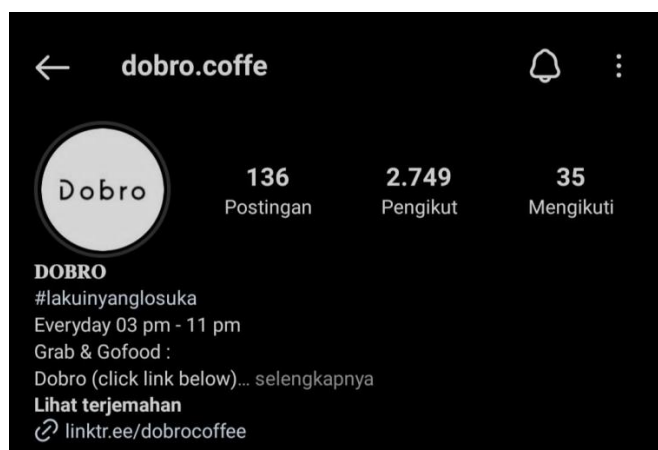 dobro.coffe
Dobro
136 2.749 35
Postingan Pengikut Mengikuti
DOBRO
#lakuinyanglosuka
Everyday 03 pm - 11 pm
Grab & Gofood :
Dobro (click link below)... selengkapnya
Lihat terjemahan
linktr.ee/dobrocoffee